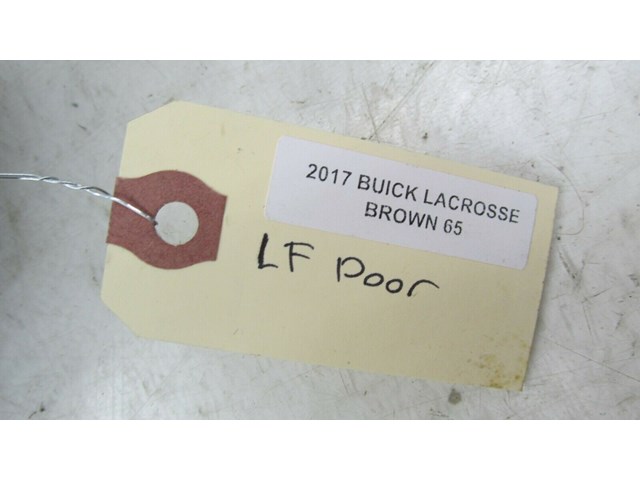 2017 BUICK LACROSSE
BROWN 65
LF Door